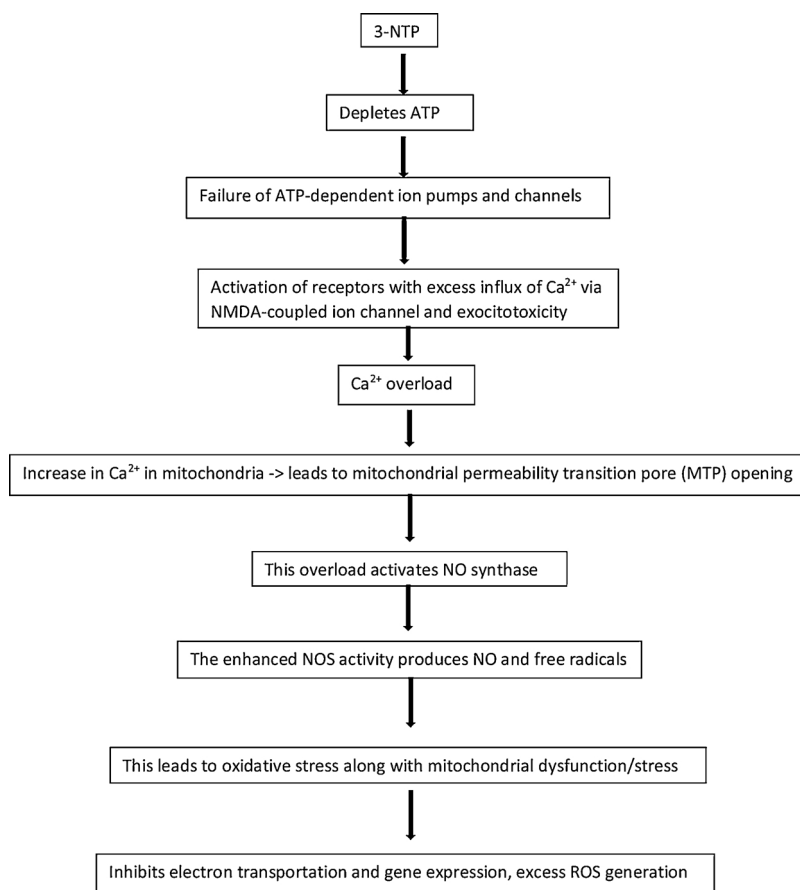 3-NTP
Depletes ATP
Failure of ATP-dependent ion pumps and channels
Activation of receptors with excess influx of Ca²⁺ via
NMDA-coupled ion channel and exocitotoxicity
Ca²⁺ overload
Increase in Ca²⁺ in mitochondria -> leads to mitochondrial permeability transition pore (MTP) opening
This overload activates NO synthase
The enhanced NOS activity produces NO and free radicals
This leads to oxidative stress along with mitochondrial dysfunction/stress
Inhibits electron transportation and gene expression, excess ROS generation